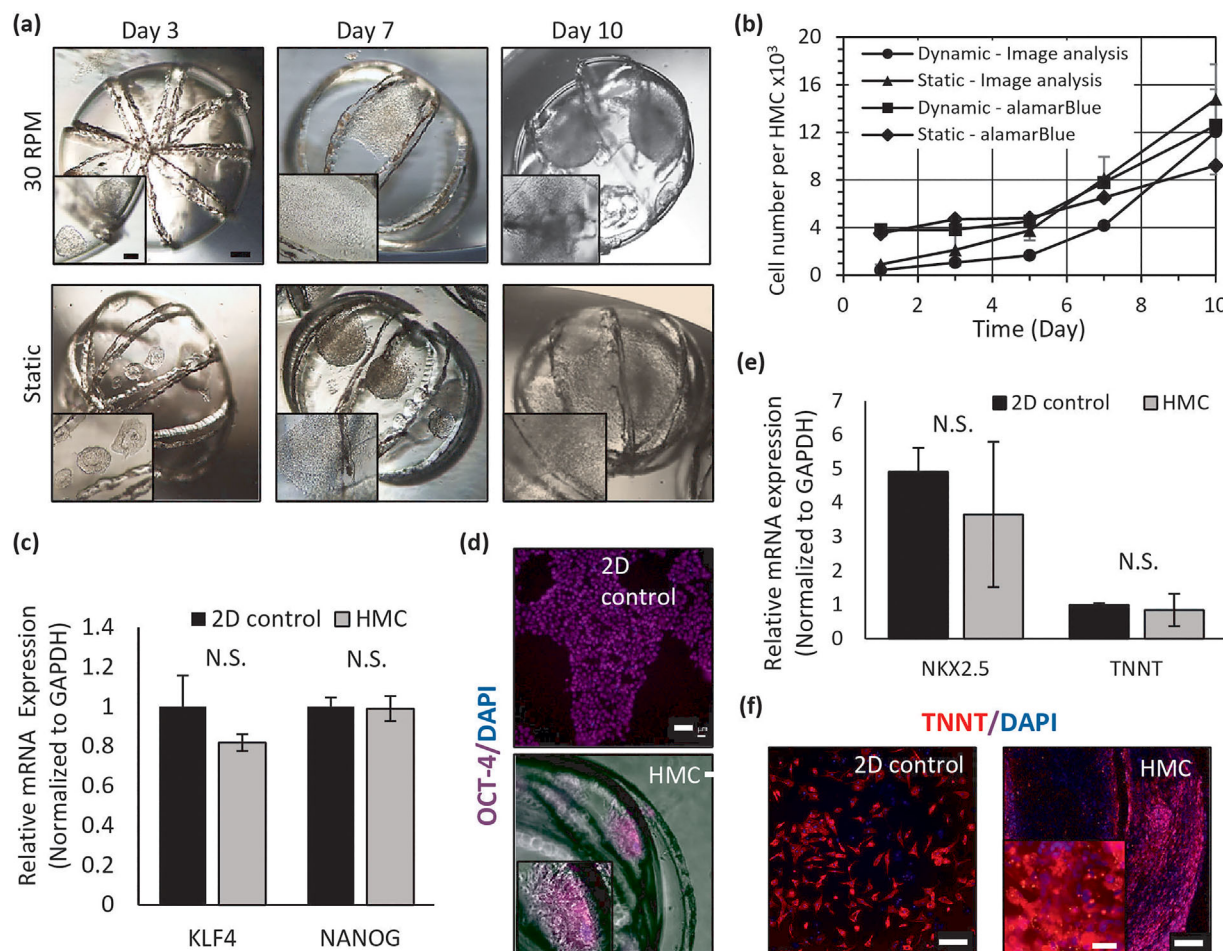 (a)
Day 3
Day 7
Day 10
30 RPM
Static
(b)
Cell number per HMC x10³
20
16
12
8
4
0
Dynamic - Image analysis
Static - Image analysis
Dynamic - alamarBlue
Static - alamarBlue
0 2 4 6 8 10
Time (Day)
(c)
Relative mRNA Expression
(Normalized to GAPDH)
1.4
1.2
1
0.8
0.6
0.4
0.2
0
2D control HMC
N.S. N.S.
KLF4 NANOG
(d)
OCT-4/DAPI
2D
control
HMC
(e)
Relative mRNA expression
(Normalized to GAPDH)
7
6
5
4
3
2
1
0
2D control HMC
N.S.
N.S.
NKX2.5 TNNT
(f)
TNNT/DAPI
2D control
HMC